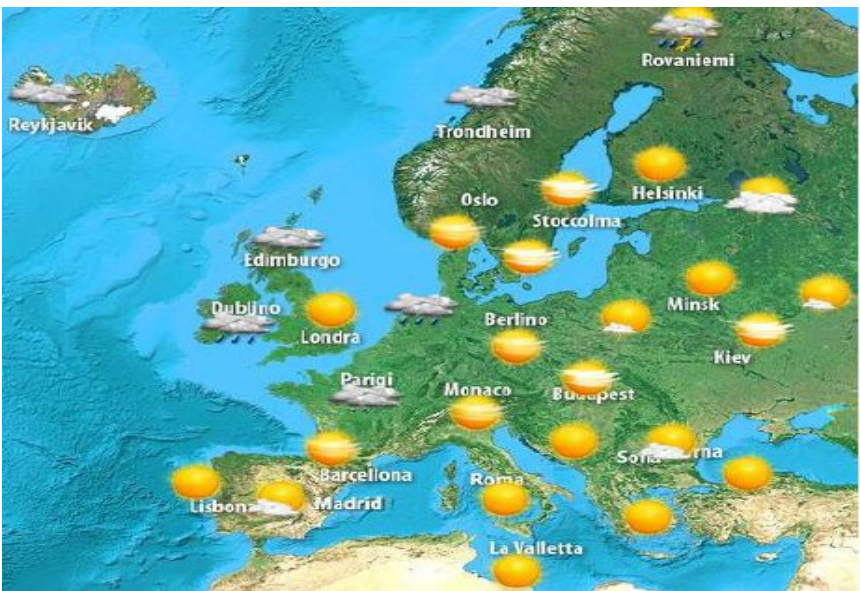 Rovaniemi
Reykjavik
Trondheim
Helsinki
Oslo
Stoccolma
Edimburgo
Minsk
Dublino
Londra
Berlino
Kiev
Parigi
Monaco
Budapest
Sofia
Barcellona
Roma
Lisbona
Madrid
La Valletta